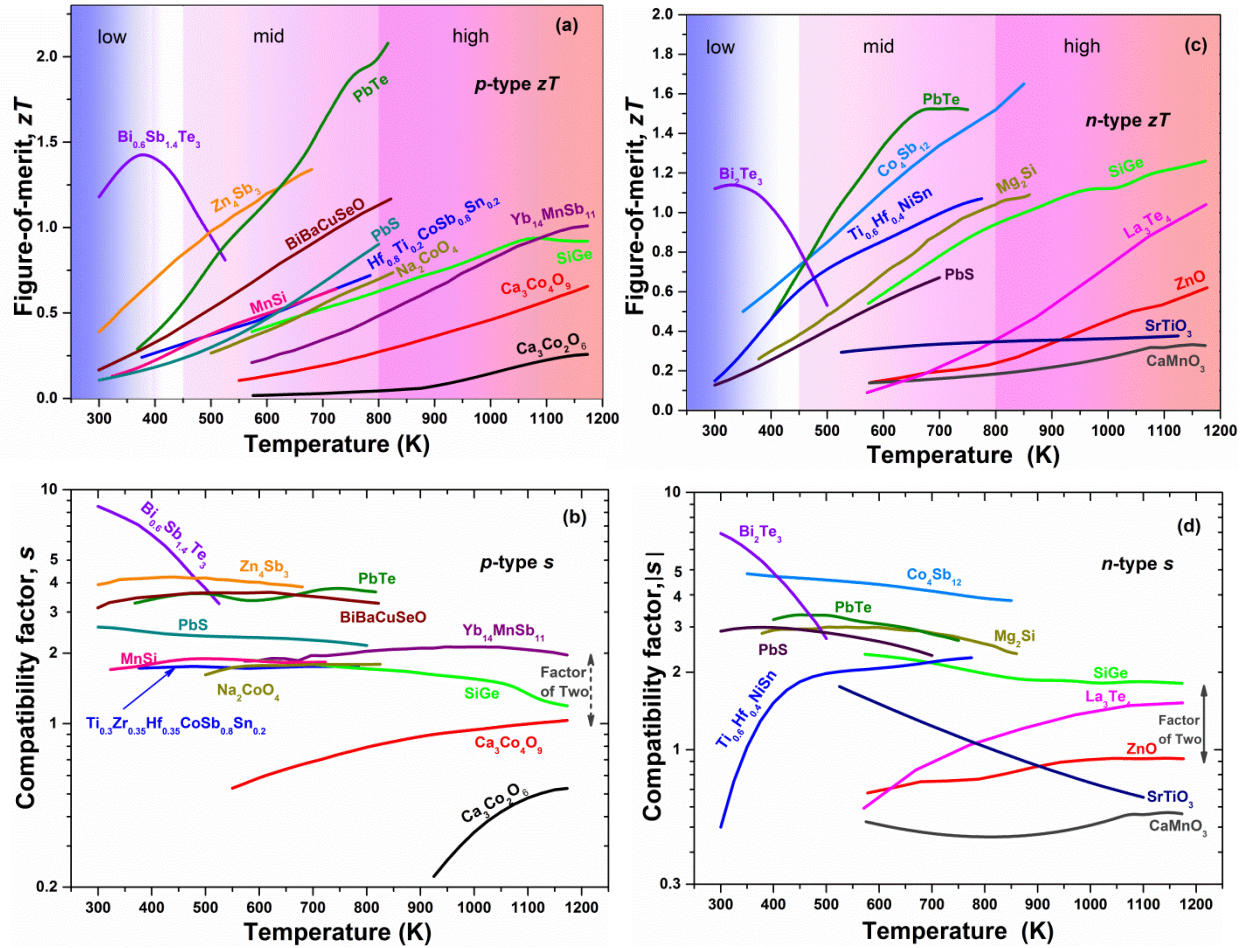 (a)
low
mid
high
p-type zT
Figure-of-merit, zT
2.0
1.5
1.0
0.5
0.0
Bi0.6Sb1.4Te3
Zn4Sb3
PbTe
BiBaCuSeO
PbS
Hf0.8Ti0.2CoSb0.8Sn0.2
Na2CoO4
MnSi
Yb14MnSb11
SiGe
Ca3Co4O9
Ca3Co2O6
300 400 500 600 700 800 900 1000 1100 1200
Temperature (K)
(c)
low
mid
high
n-type zT
Figure-of-merit, zT
2.0
1.8
1.6
1.4
1.2
1.0
0.8
0.6
0.4
0.2
0.0
Bi2Te3
PbTe
Co4Sb12
Ti0.6Hf0.4NiSn
Mg2Si
SiGe
PbS
La3Te4
ZnO
SrTiO3
CaMnO3
300 400 500 600 700 800 900 1000 1100 1200
Temperature (K)
(b)
p-type s
Compatibility factor, s
10
5
4
3
2
1
0.2
Bi0.6Sb1.4Te3
Zn4Sb3
PbTe
BiBaCuSeO
PbS
Yb14MnSb11
MnSi
Na2CoO4
SiGe
Factor
of Two
Ti0.3Zr0.35Hf0.35CoSb0.8Sn0.2
Ca3Co4O9
Ca3Co2O6
300 400 500 600 700 800 900 1000 1100 1200
Temperature (K)
(d)
n-type s
Compatibility factor,|s|
10
5
4
3
2
1
0.3
Bi2Te3
Co4Sb12
PbTe
Mg2Si
PbS
SiGe
Ti0.6Hf0.4NiSn
La3Te4
Factor
of Two
ZnO
SrTiO3
CaMnO3
300 400 500 600 700 800 900 1000 1100 1200
Temperature (K)